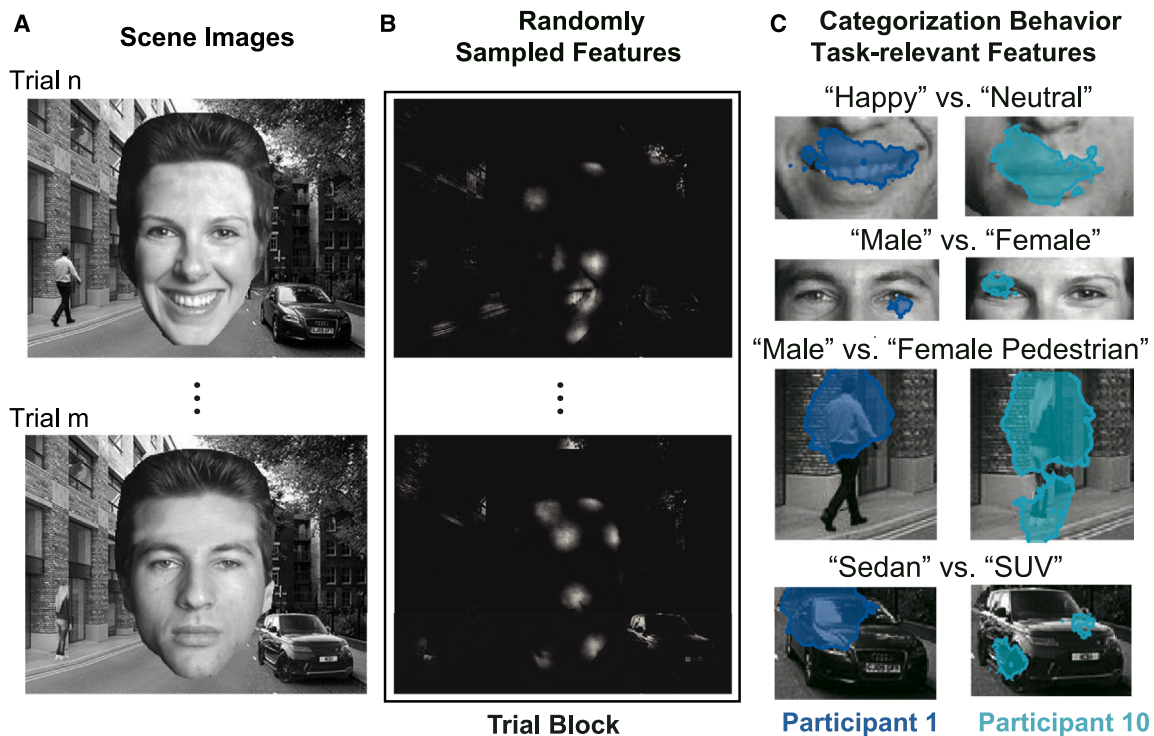 A
Scene Images
Trial n
Trial m
B
Randomly
Sampled Features
Trial Block
C
Categorization Behavior
Task-relevant Features
“Happy” vs. “Neutral”
“Male” vs. “Female”
“Male” vs. “Female Pedestrian”
“Sedan” vs. “SUV”
Participant 1
Participant 10